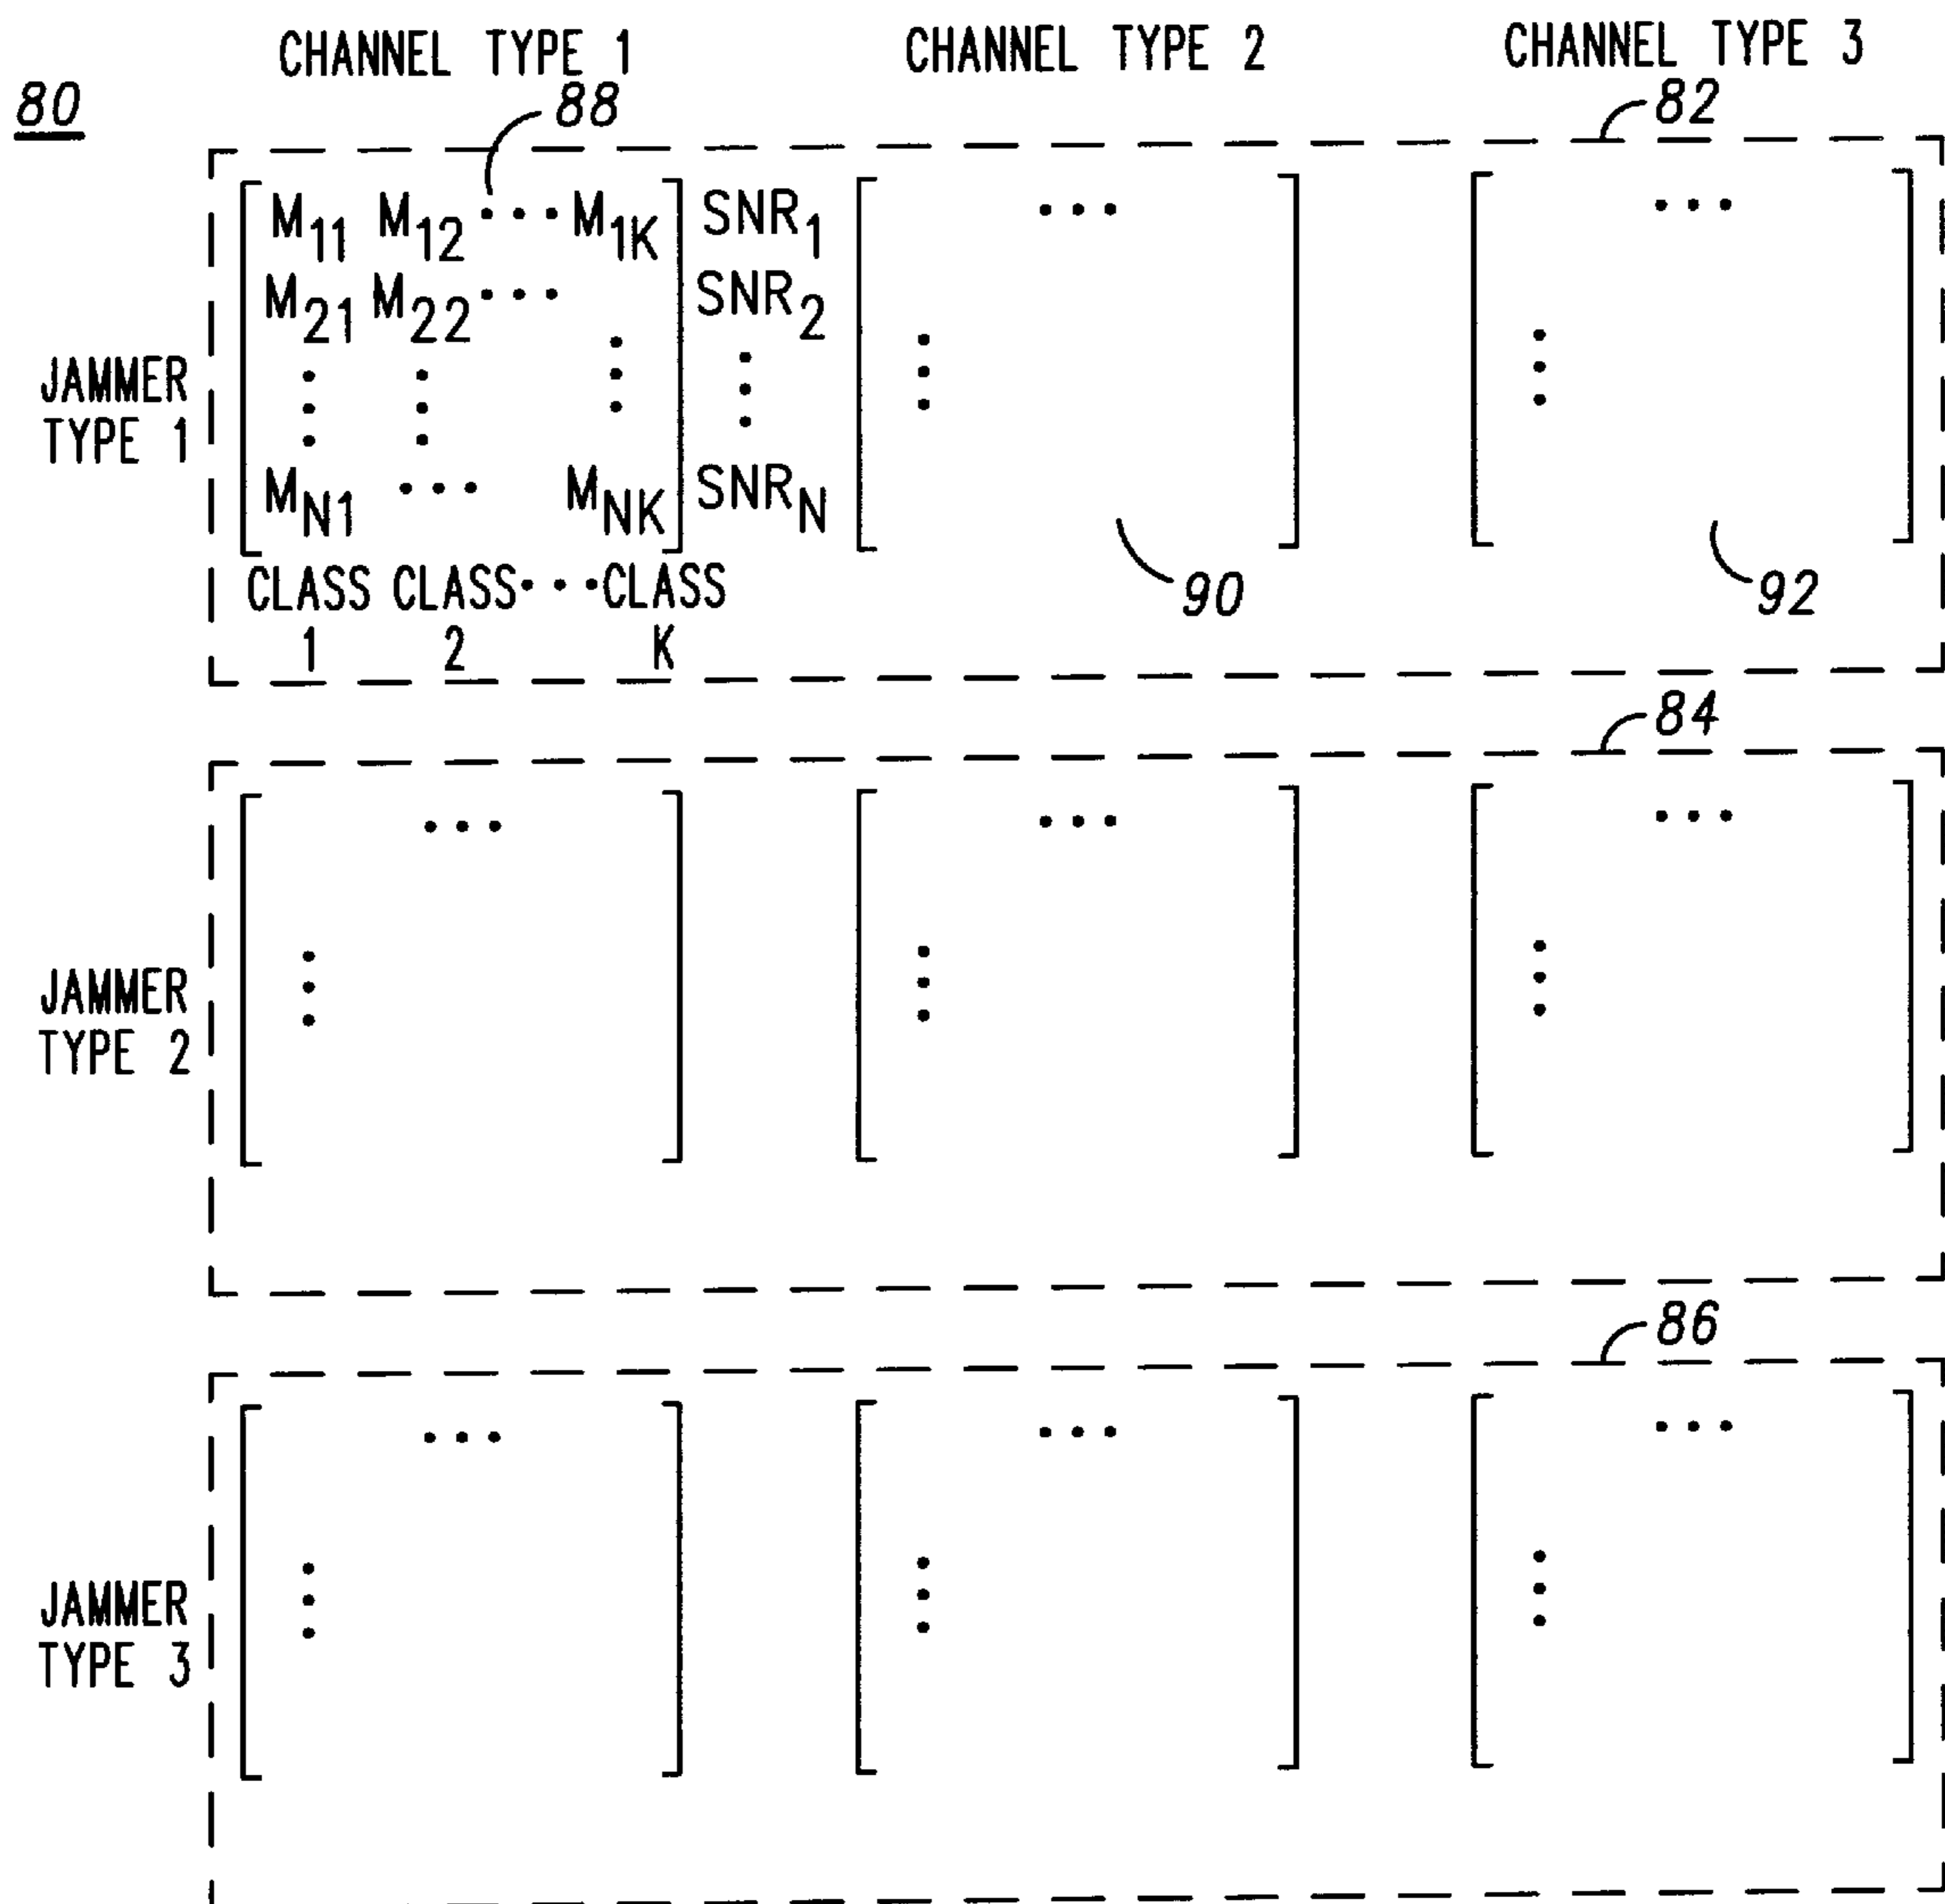 CHANNEL TYPE 1 CHANNEL TYPE 2 CHANNEL TYPE 3
80 88 82
M11 M12 ••• M1K SNR1 ••• •••
M21 M22 ••• SNR2
JAMMER
TYPE 1
MN1 ••• MNK SNRN
CLASS CLASS•••CLASS 90 92
1 2 K
84
••• ••• •••
JAMMER
TYPE 2
86
••• ••• •••
JAMMER
TYPE 3